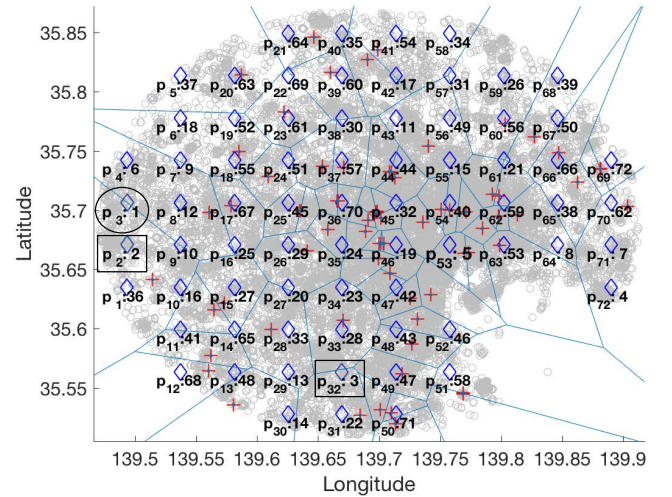 35.85
p21:64 p40:35 p41:54 p58:34
p5:37 p20:63 p22:69 p39:60 p42:17 p57:31 p59:26 p68:39
35.8
p6:18 p19:52 p23:61 p38:30 p43:11 p56:49 p60:56 p67:50
35.75
p4:6 p7:9 p18:55 p24:51 p37:57 p44:44 p55:15 p61:21 p66:66 p69:72
35.7
p3:1 p8:12 p17:67 p25:45 p36:70 p45:32 p54:40 p62:59 p65:38 p70:62
p2:2 p9:10 p16:25 p26:29 p35:24 p46:19 p53:5 p63:53 p64:8 p71:7
35.65
p1:36 p10:16 p15:27 p27:20 p34:23 p47:42 p72:4
35.6
p11:41 p14:65 p28:33 p33:28 p48:43 p52:46
p12:68 p13:48 p29:13 p32:3 p49:47 p51:58
35.55
p30:14 p31:22 p50:71
139.5 139.55 139.6 139.65 139.7 139.75 139.8 139.85 139.9
Longitude
Latitude